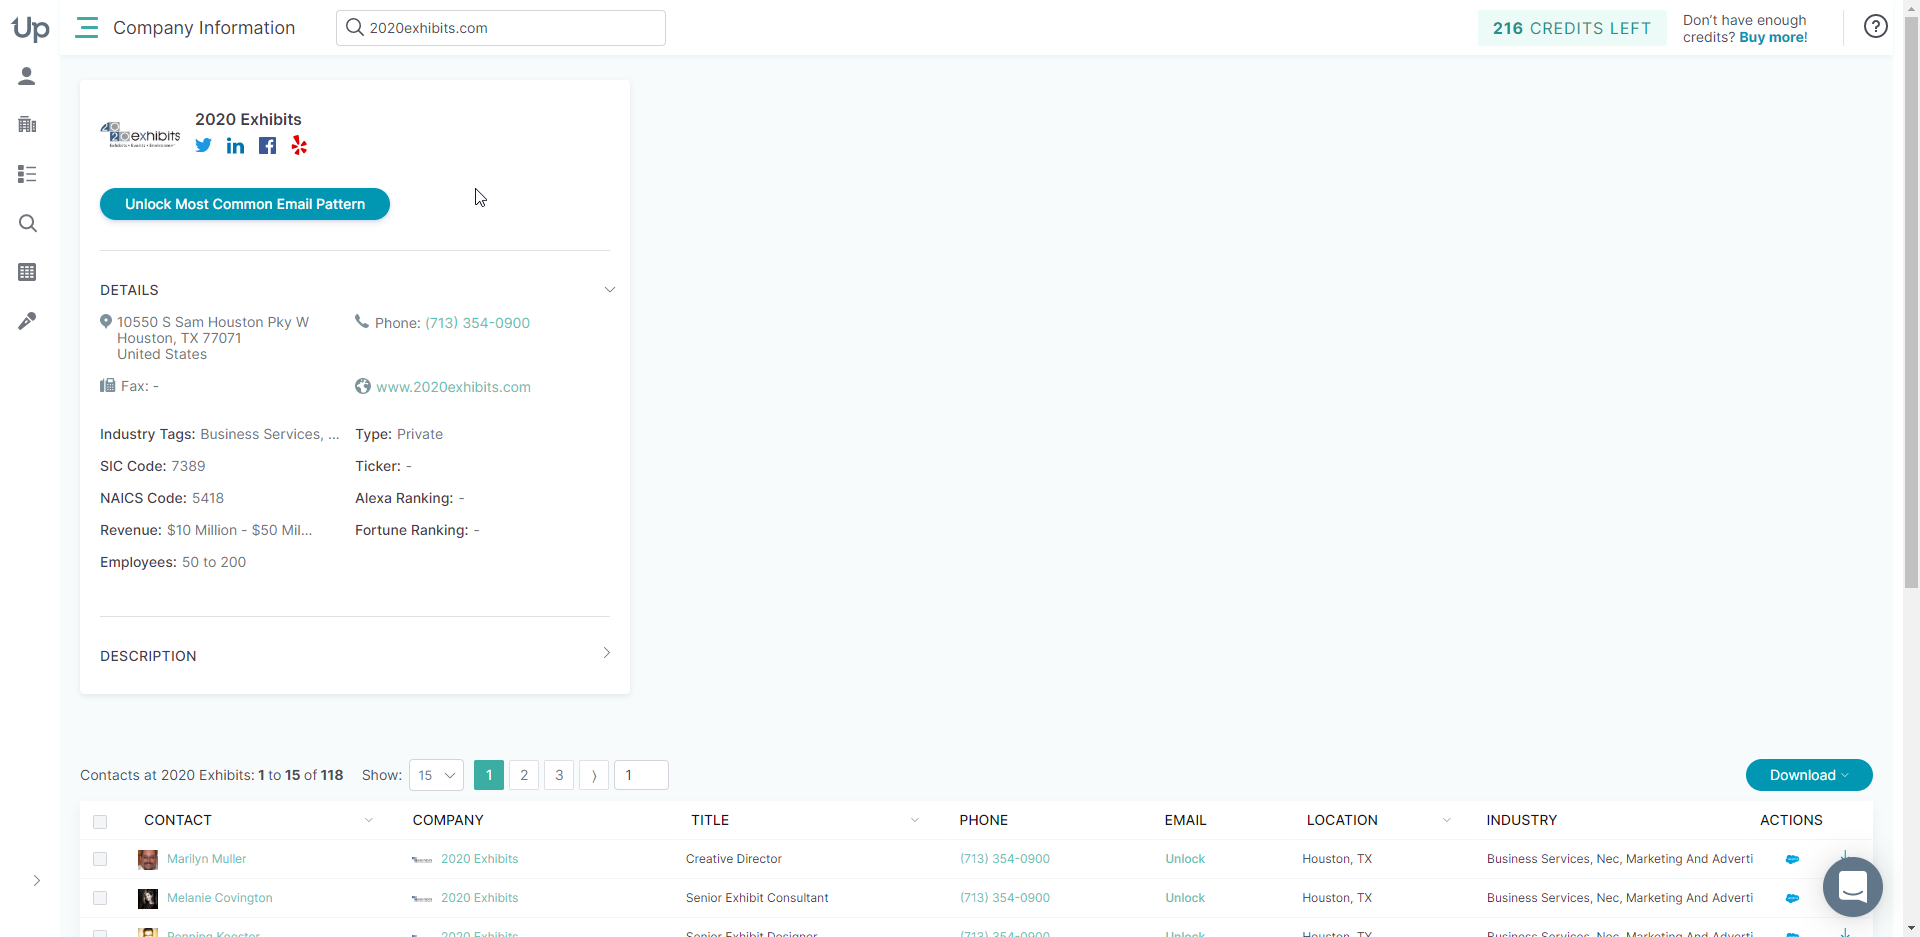 Up
Company Information
2020exhibits.com
216 CREDITS LEFT
Don't have enough
credits? Buy more!
2020 Exhibits
2020 exhibits
Unlock Most Common Email Pattern
DETAILS
10550 S Sam Houston Pky W
Houston, TX 77071
United States
Phone: (713) 354-0900
Fax: -
www.2020exhibits.com
Industry Tags: Business Services, ...
Type: Private
SIC Code: 7389
Ticker: -
NAICS Code: 5418
Alexa Ranking: -
Revenue: $10 Million - $50 Mil...
Fortune Ranking: -
Employees: 50 to 200
DESCRIPTION
Contacts at 2020 Exhibits: 1 to 15 of 118 Show: 15 1 2 3 ⟩ 1
Download
CONTACT COMPANY TITLE PHONE EMAIL LOCATION INDUSTRY ACTIONS
Marilyn Muller 2020 Exhibits Creative Director (713) 354-0900 Unlock Houston, TX Business Services, Nec, Marketing And Adverti
Melanie Covington 2020 Exhibits Senior Exhibit Consultant (713) 354-0900 Unlock Houston, TX Business Services, Nec, Marketing And Adverti
2020 Exhibits Senior Exhibit Designer (713) 354-0900 Unlock Houston, TX Business Services, Nec, Marketing And Adverti